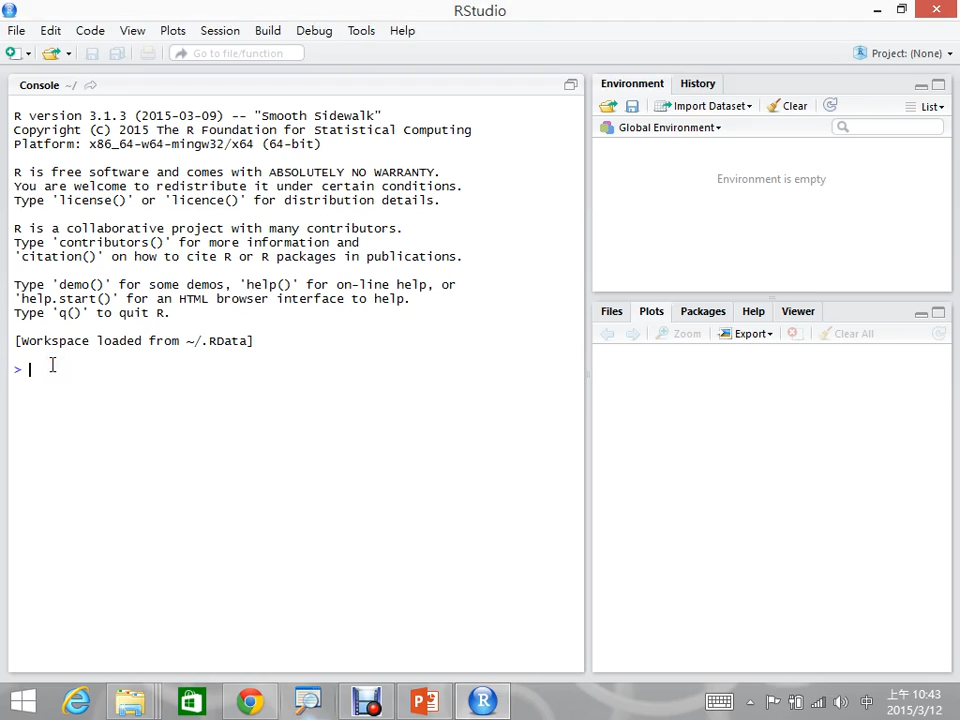 RStudio
File Edit Code View Plots Session Build Debug Tools Help
Go to file/function
Project: (None)
Console ~/
R version 3.1.3 (2015-03-09) -- "Smooth Sidewalk"
Copyright (C) 2015 The R Foundation for Statistical Computing
Platform: x86_64-w64-mingw32/x64 (64-bit)
R is free software and comes with ABSOLUTELY NO WARRANTY.
You are welcome to redistribute it under certain conditions.
Type 'license()' or 'licence()' for distribution details.
R is a collaborative project with many contributors.
Type 'contributors()' for more information and
'citation()' on how to cite R or R packages in publications.
Type 'demo()' for some demos, 'help()' for on-line help, or
'help.start()' for an HTML browser interface to help.
Type 'q()' to quit R.
[Workspace loaded from ~/.RData]
>
Environment History
Import Dataset Clear List
Global Environment
Environment is empty
Files Plots Packages Help Viewer
Zoom Export Clear All
中
上午 10:43
2015/3/12